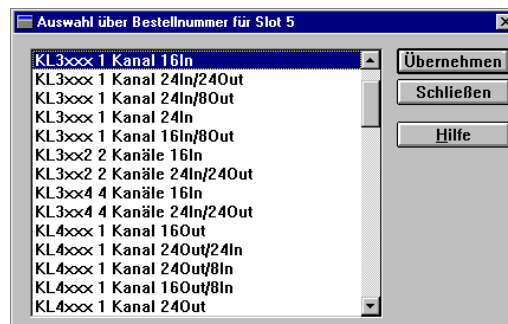 Auswahl über Bestellnummer für Slot 5
KL3xxx 1 Kanal 16In
KL3xxx 1 Kanal 24In/24Out
KL3xxx 1 Kanal 24In/8Out
KL3xxx 1 Kanal 24In
KL3xxx 1 Kanal 16In/8Out
KL3xx2 2 Kanäle 16In
KL3xx2 2 Kanäle 24In/24Out
KL3xx4 4 Kanäle 16In
KL3xx4 4 Kanäle 24In/24Out
KL4xxx 1 Kanal 16Out
KL4xxx 1 Kanal 24Out/24In
KL4xxx 1 Kanal 24Out/8In
KL4xxx 1 Kanal 16Out/8In
KL4xxx 1 Kanal 24Out
Übernehmen
Schließen
Hilfe